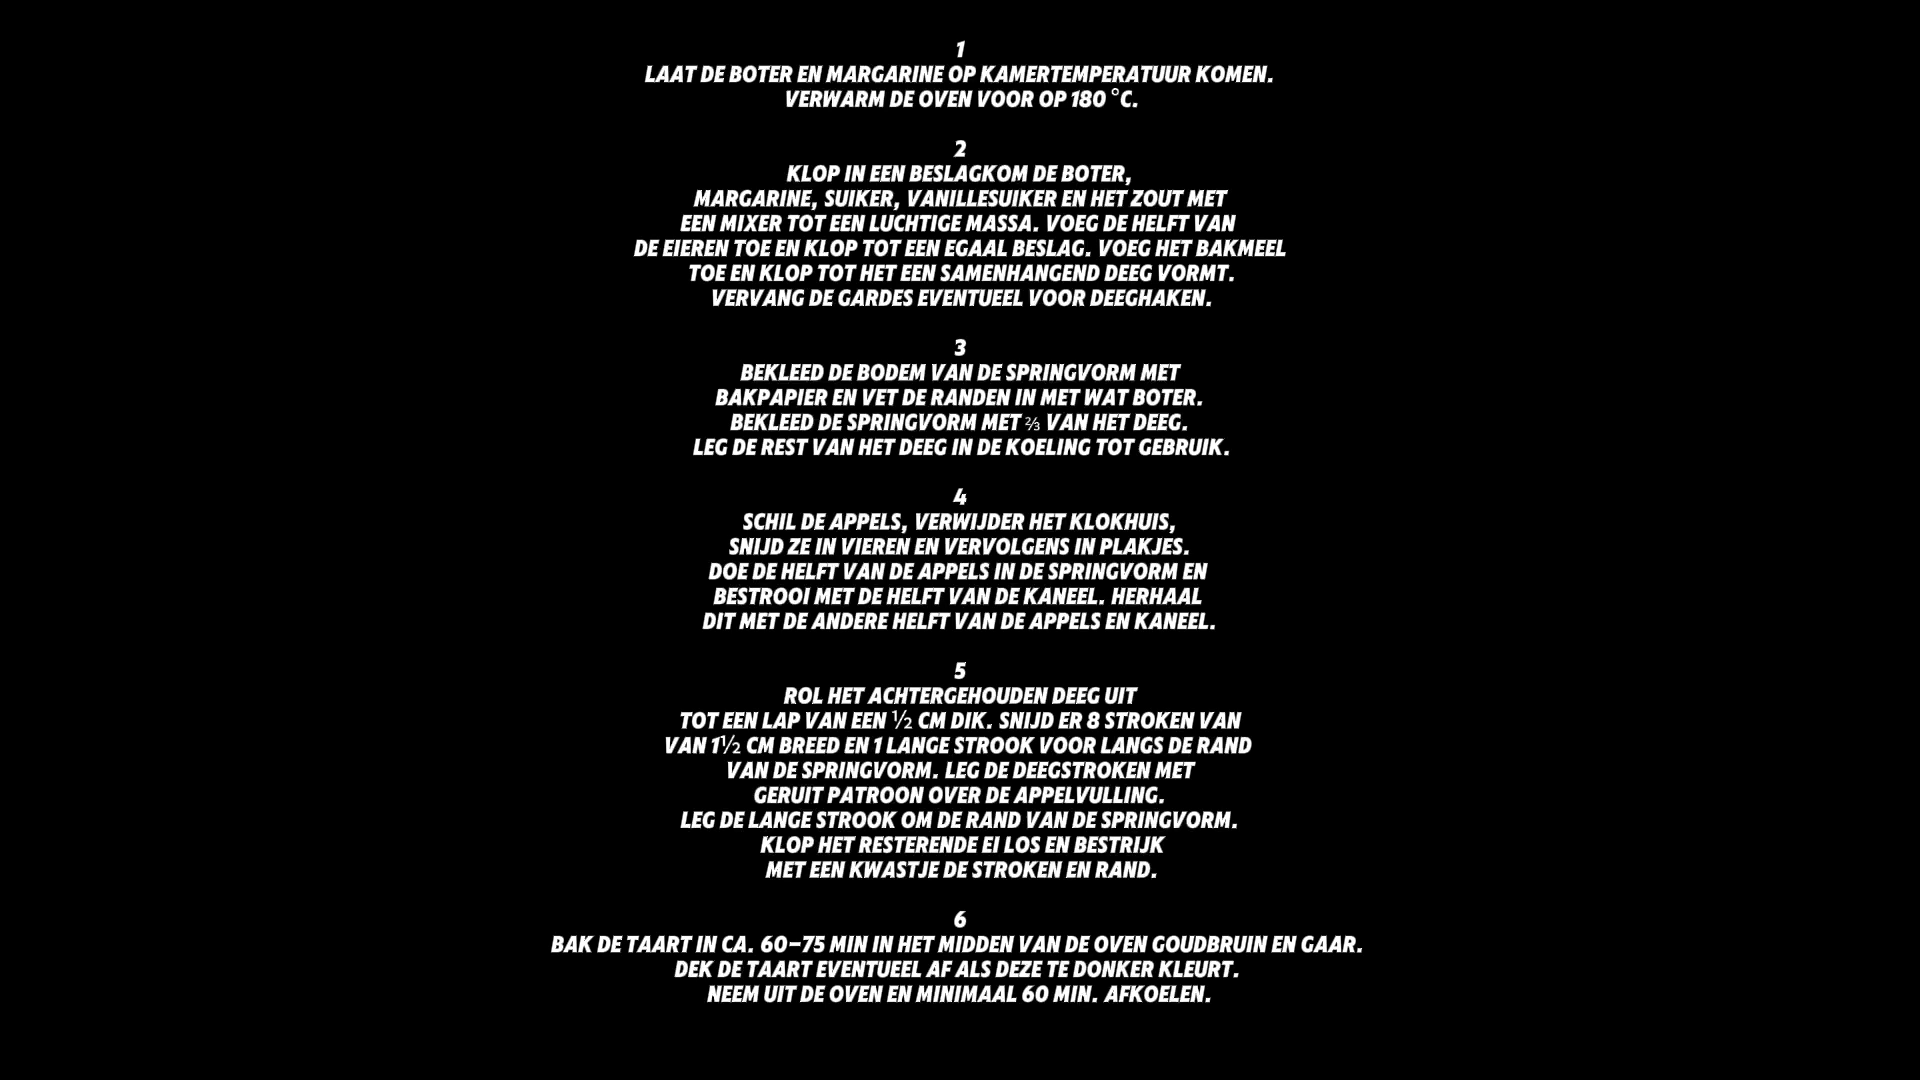 1
LAAT DE BOTER EN MARGARINE OP KAMERTEMPERATUUR KOMEN.
VERWARM DE OVEN VOOR OP 180 °C.
2
KLOP IN EEN BESLAGKOM DE BOTER,
MARGARINE, SUIKER, VANILLESUIKER EN HET ZOUT MET
EEN MIXER TOT EEN LUCHTIGE MASSA. VOEG DE HELFT VAN
DE EIEREN TOE EN KLOP TOT EEN EGAAL BESLAG. VOEG HET BAKMEEL
TOE EN KLOP TOT HET EEN SAMENHANGEND DEEG VORMT.
VERVANG DE GARDES EVENTUEEL VOOR DEEGHAKEN.
3
BEKLEED DE BODEM VAN DE SPRINGVORM MET
BAKPAPIER EN VET DE RANDEN IN MET WAT BOTER.
BEKLEED DE SPRINGVORM MET ⅔ VAN HET DEEG.
LEG DE REST VAN HET DEEG IN DE KOELING TOT GEBRUIK.
4
SCHIL DE APPELS, VERWIJDER HET KLOKHUIS,
SNIJD ZE IN VIEREN EN VERVOLGENS IN PLAKJES.
DOE DE HELFT VAN DE APPELS IN DE SPRINGVORM EN
BESTROOI MET DE HELFT VAN DE KANEEL. HERHAAL
DIT MET DE ANDERE HELFT VAN DE APPELS EN KANEEL.
5
ROL HET ACHTERGEHOUDEN DEEG UIT
TOT EEN LAP VAN EEN ½ CM DIK. SNIJD ER 8 STROKEN VAN
VAN 1½ CM BREED EN 1 LANGE STROOK VOOR LANGS DE RAND
VAN DE SPRINGVORM. LEG DE DEEGSTROKEN MET
GERUIT PATROON OVER DE APPELVULLING.
LEG DE LANGE STROOK OM DE RAND VAN DE SPRINGVORM.
KLOP HET RESTERENDE EI LOS EN BESTRIJK
MET EEN KWASTJE DE STROKEN EN RAND.
6
BAK DE TAART IN CA. 60–75 MIN IN HET MIDDEN VAN DE OVEN GOUDBRUIN EN GAAR.
DEK DE TAART EVENTUEEL AF ALS DEZE TE DONKER KLEURT.
NEEM UIT DE OVEN EN MINIMAAL 60 MIN. AFKOELEN.